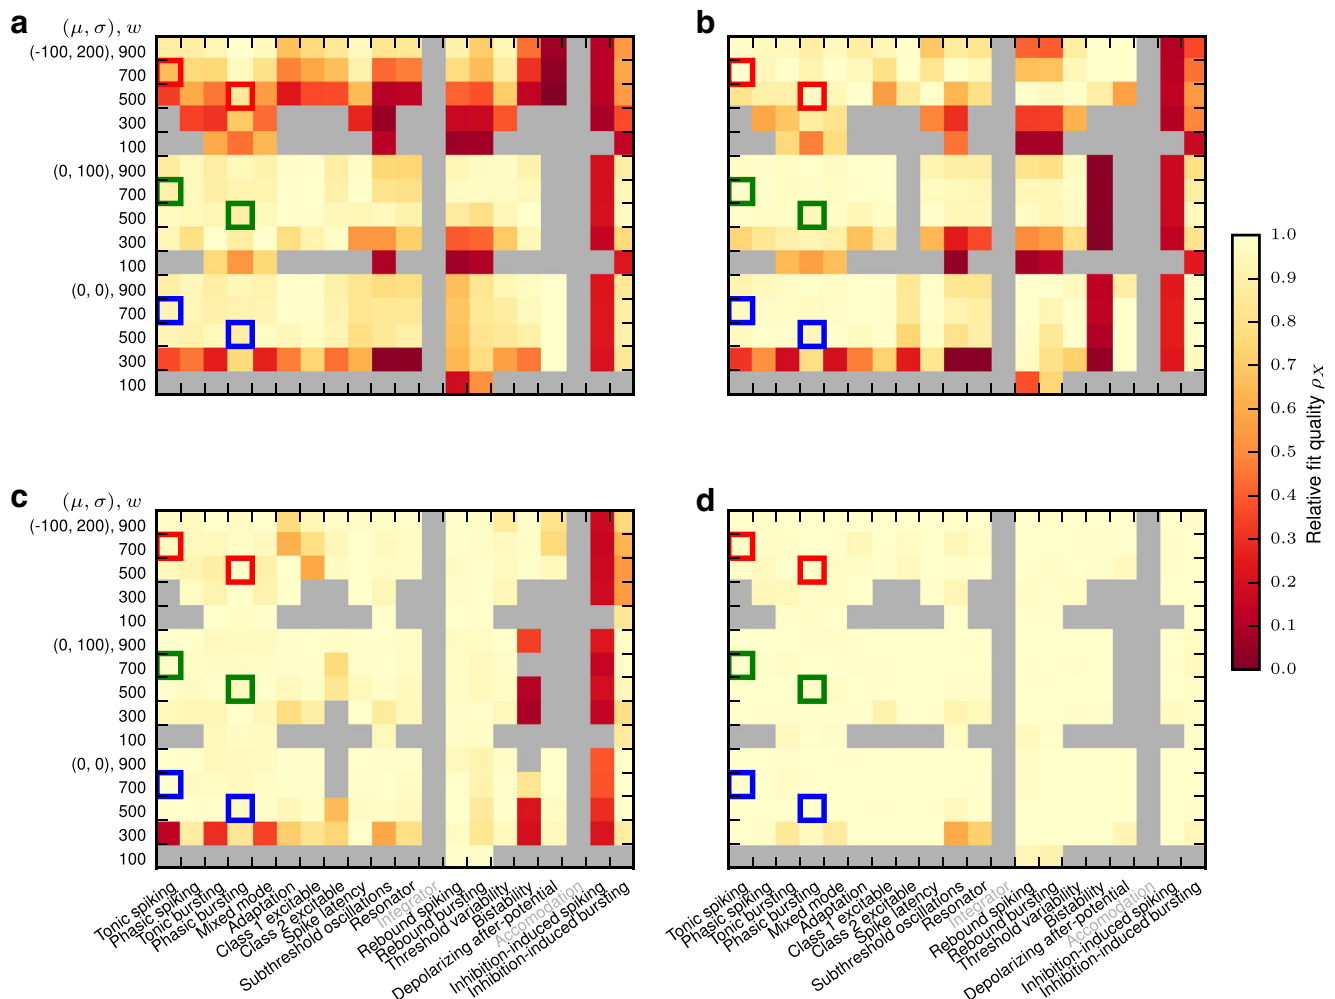 a
b
(μ, σ), w
(-100, 200), 900
700
500
300
100
(0, 100), 900
700
500
300
100
(0, 0), 900
700
500
300
100
1.0
0.9
0.8
0.7
0.6
0.5
0.4
0.3
0.2
0.1
0.0
Relative fit quality ρX
c
d
(μ, σ), w
(-100, 200), 900
700
500
300
100
(0, 100), 900
700
500
300
100
(0, 0), 900
700
500
300
100
Tonic spiking
Phasic spiking
Tonic bursting
Phasic bursting
Mixed mode
Adaptation
Class 1 excitable
Class 2 excitable
Spike latency
Subthreshold oscillations
Resonator
Integrator
Rebound spiking
Rebound bursting
Threshold variability
Bistability
Depolarizing after-potential
Accomodation
Inhibition-induced spiking
Inhibition-induced bursting
Tonic spiking
Phasic spiking
Tonic bursting
Phasic bursting
Mixed mode
Adaptation
Class 1 excitable
Class 2 excitable
Spike latency
Subthreshold oscillations
Resonator
Integrator
Rebound spiking
Rebound bursting
Threshold variability
Bistability
Depolarizing after-potential
Accomodation
Inhibition-induced spiking
Inhibition-induced bursting